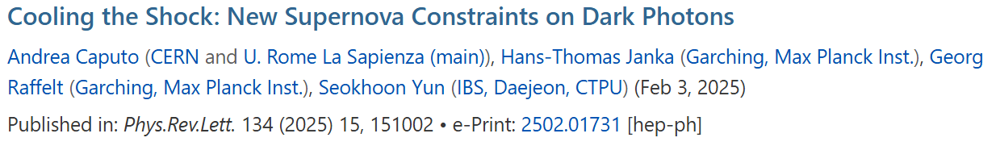 Cooling the Shock: New Supernova Constraints on Dark Photons
Andrea Caputo (CERN and U. Rome La Sapienza (main)), Hans-Thomas Janka (Garching, Max Planck Inst.), Georg
Raffelt (Garching, Max Planck Inst.), Seokhoon Yun (IBS, Daejeon, CTPU) (Feb 3, 2025)
Published in: Phys.Rev.Lett. 134 (2025) 15, 151002 • e-Print: 2502.01731 [hep-ph]